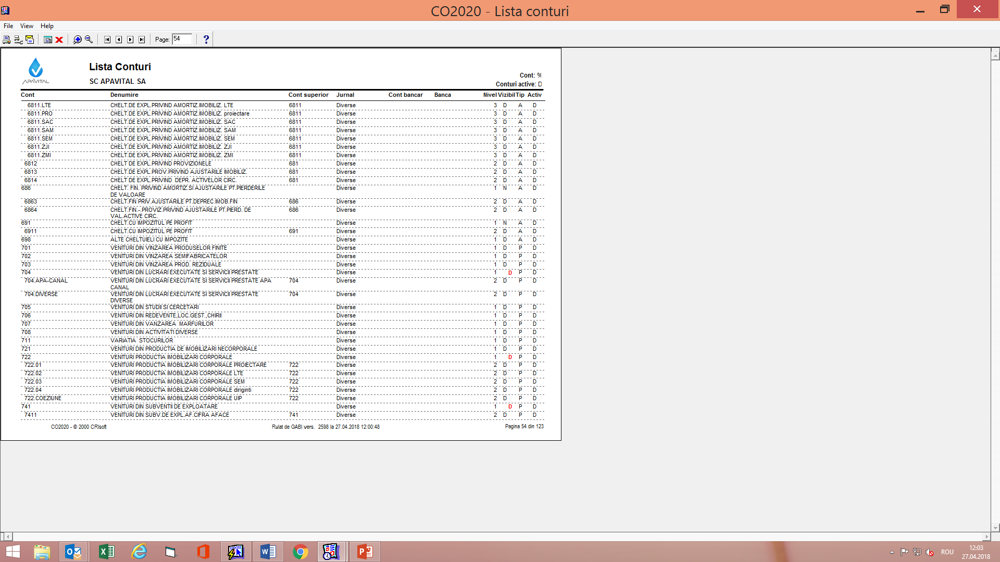 CO2020 - Lista conturi
File View Help
Page: 54
APAVITAL
Lista Conturi
SC APAVITAL SA
Cont: %
Conturi active: D
Cont Denumire Cont superior Jurnal Cont bancar Banca Nivel Vizibil Tip Activ
6811.LTE CHELT.DE EXPL.PRIVIND AMORTIZ.IMOBILIZ. LTE 6811 Diverse 3 D A D
6811.PRO CHELT.DE EXPL.PRIVIND AMORTIZ.IMOBILIZ. proiectare 6811 Diverse 3 D A D
6811.SAC CHELT.DE EXPL.PRIVIND AMORTIZ.IMOBILIZ. SAC 6811 Diverse 3 D A D
6811.SAM CHELT.DE EXPL.PRIVIND AMORTIZ.IMOBILIZ. SAM 6811 Diverse 3 D A D
6811.SEM CHELT.DE EXPL.PRIVIND AMORTIZ.IMOBILIZ. SEM 6811 Diverse 3 D A D
6811.ZJI CHELT.DE EXPL.PRIVIND AMORTIZ.IMOBILIZ. ZJI 6811 Diverse 3 D A D
6811.ZMI CHELT.DE EXPL.PRIVIND AMORTIZ.IMOBILIZ. ZMI 6811 Diverse 3 D A D
6812 CHELT.DE EXPL.PRIVIND PROVIZIONELE 681 Diverse 2 D A D
6813 CHELT.DE EXPL.PROV.PRIVIND AJUSTARILE IMOBILIZ. 681 Diverse 2 D A D
6814 CHELT DE EXPL.PRIVIND DEPR. ACTIVELOR CIRC. 681 Diverse 2 D A D
686 CHELT. FIN. PRIVIND AMORTIZ.SI AJUSTARILE PT.PIERDERILE Diverse 1 N A D
DE VALOARE
6863 CHELT.FIN PRIV.AJUSTARILE PT.DEPREC.IMOB.FIN 686 Diverse 2 D A D
6864 CHELT.FIN.-.PROVIZ.PRIVIND AJUSTARILE PT.PIERD. DE 686 Diverse 2 D A D
VAL.ACTIVE CIRC.
691 CHELT.CU IMPOZITUL PE PROFIT Diverse 1 N A D
6911 CHELT.CU IMPOZITUL PE PROFIT 691 Diverse 2 D A D
698 ALTE CHELTUIELI CU IMPOZITE Diverse 1 D A D
701 VENITURI DIN VINZAREA PRODUSELOR FINITE Diverse 1 D P D
702 VENITURI DIN VINZAREA SEMIFABRICATELOR Diverse 1 D P D
703 VENITURI DIN VINZAREA PROD. REZIDUALE Diverse 1 D P D
704 VENITURI DIN LUCRARI EXECUTATE SI SERVICII PRESTATE Diverse 1 D P D
704.APA-CANAL VENITURI DIN LUCRARI EXECUTATE SI SERVICII PRESTATE APA 704 Diverse 2 D P D
CANAL
704.DIVERSE VENITURI DIN LUCRARI EXECUTATE SI SERVICII PRESTATE 704 Diverse 2 D P D
DIVERSE
705 VENITURI DIN STUDII SI CERCETARI Diverse 1 D P D
706 VENITURI DIN REDEVENTE,LOC.GEST.,CHIRII Diverse 1 D P D
707 VENITURI DIN VANZAREA MARFURILOR Diverse 1 D P D
708 VENITURI DIN ACTIVITATI DIVERSE Diverse 1 D P D
711 VARIATIA STOCURILOR Diverse 1 D P D
721 VENITURI DIN PRODUCTIA DE IMOBILIZARI NECORPORALE Diverse 1 D P D
722 VENITURI PRODUCTIA IMOBILIZARI CORPORALE Diverse 1 D P D
722.01 VENITURI PRODUCTIA IMOBILIZARI CORPORALE PROIECTARE 722 Diverse 2 D P D
722.02 VENITURI PRODUCTIA IMOBILIZARI CORPORALE LTE 722 Diverse 2 D P D
722.03 VENITURI PRODUCTIA IMOBILIZARI CORPORALE SEM 722 Diverse 2 D P D
722.04 VENITURI PRODUCTIA IMOBILIZARI CORPORALE diriginti 722 Diverse 2 D P D
722.COEZIUNE VENITURI PRODUCTIA IMOBILIZARI CORPORALE UIP 722 Diverse 2 D P D
741 VENITURI DIN SUBVENTII DE EXPLOATARE Diverse 1 D P D
7411 VENITURI DIN SUBV.DE EXPL.AF.CIFRA AFACE 741 Diverse 2 D P D
CO2020 - © 2000 CRIsoft Rulat de GABI vers. 2598 la 27.04.2018 12:00:48 Pagina 54 din 123
ROU
12:03
27.04.2018